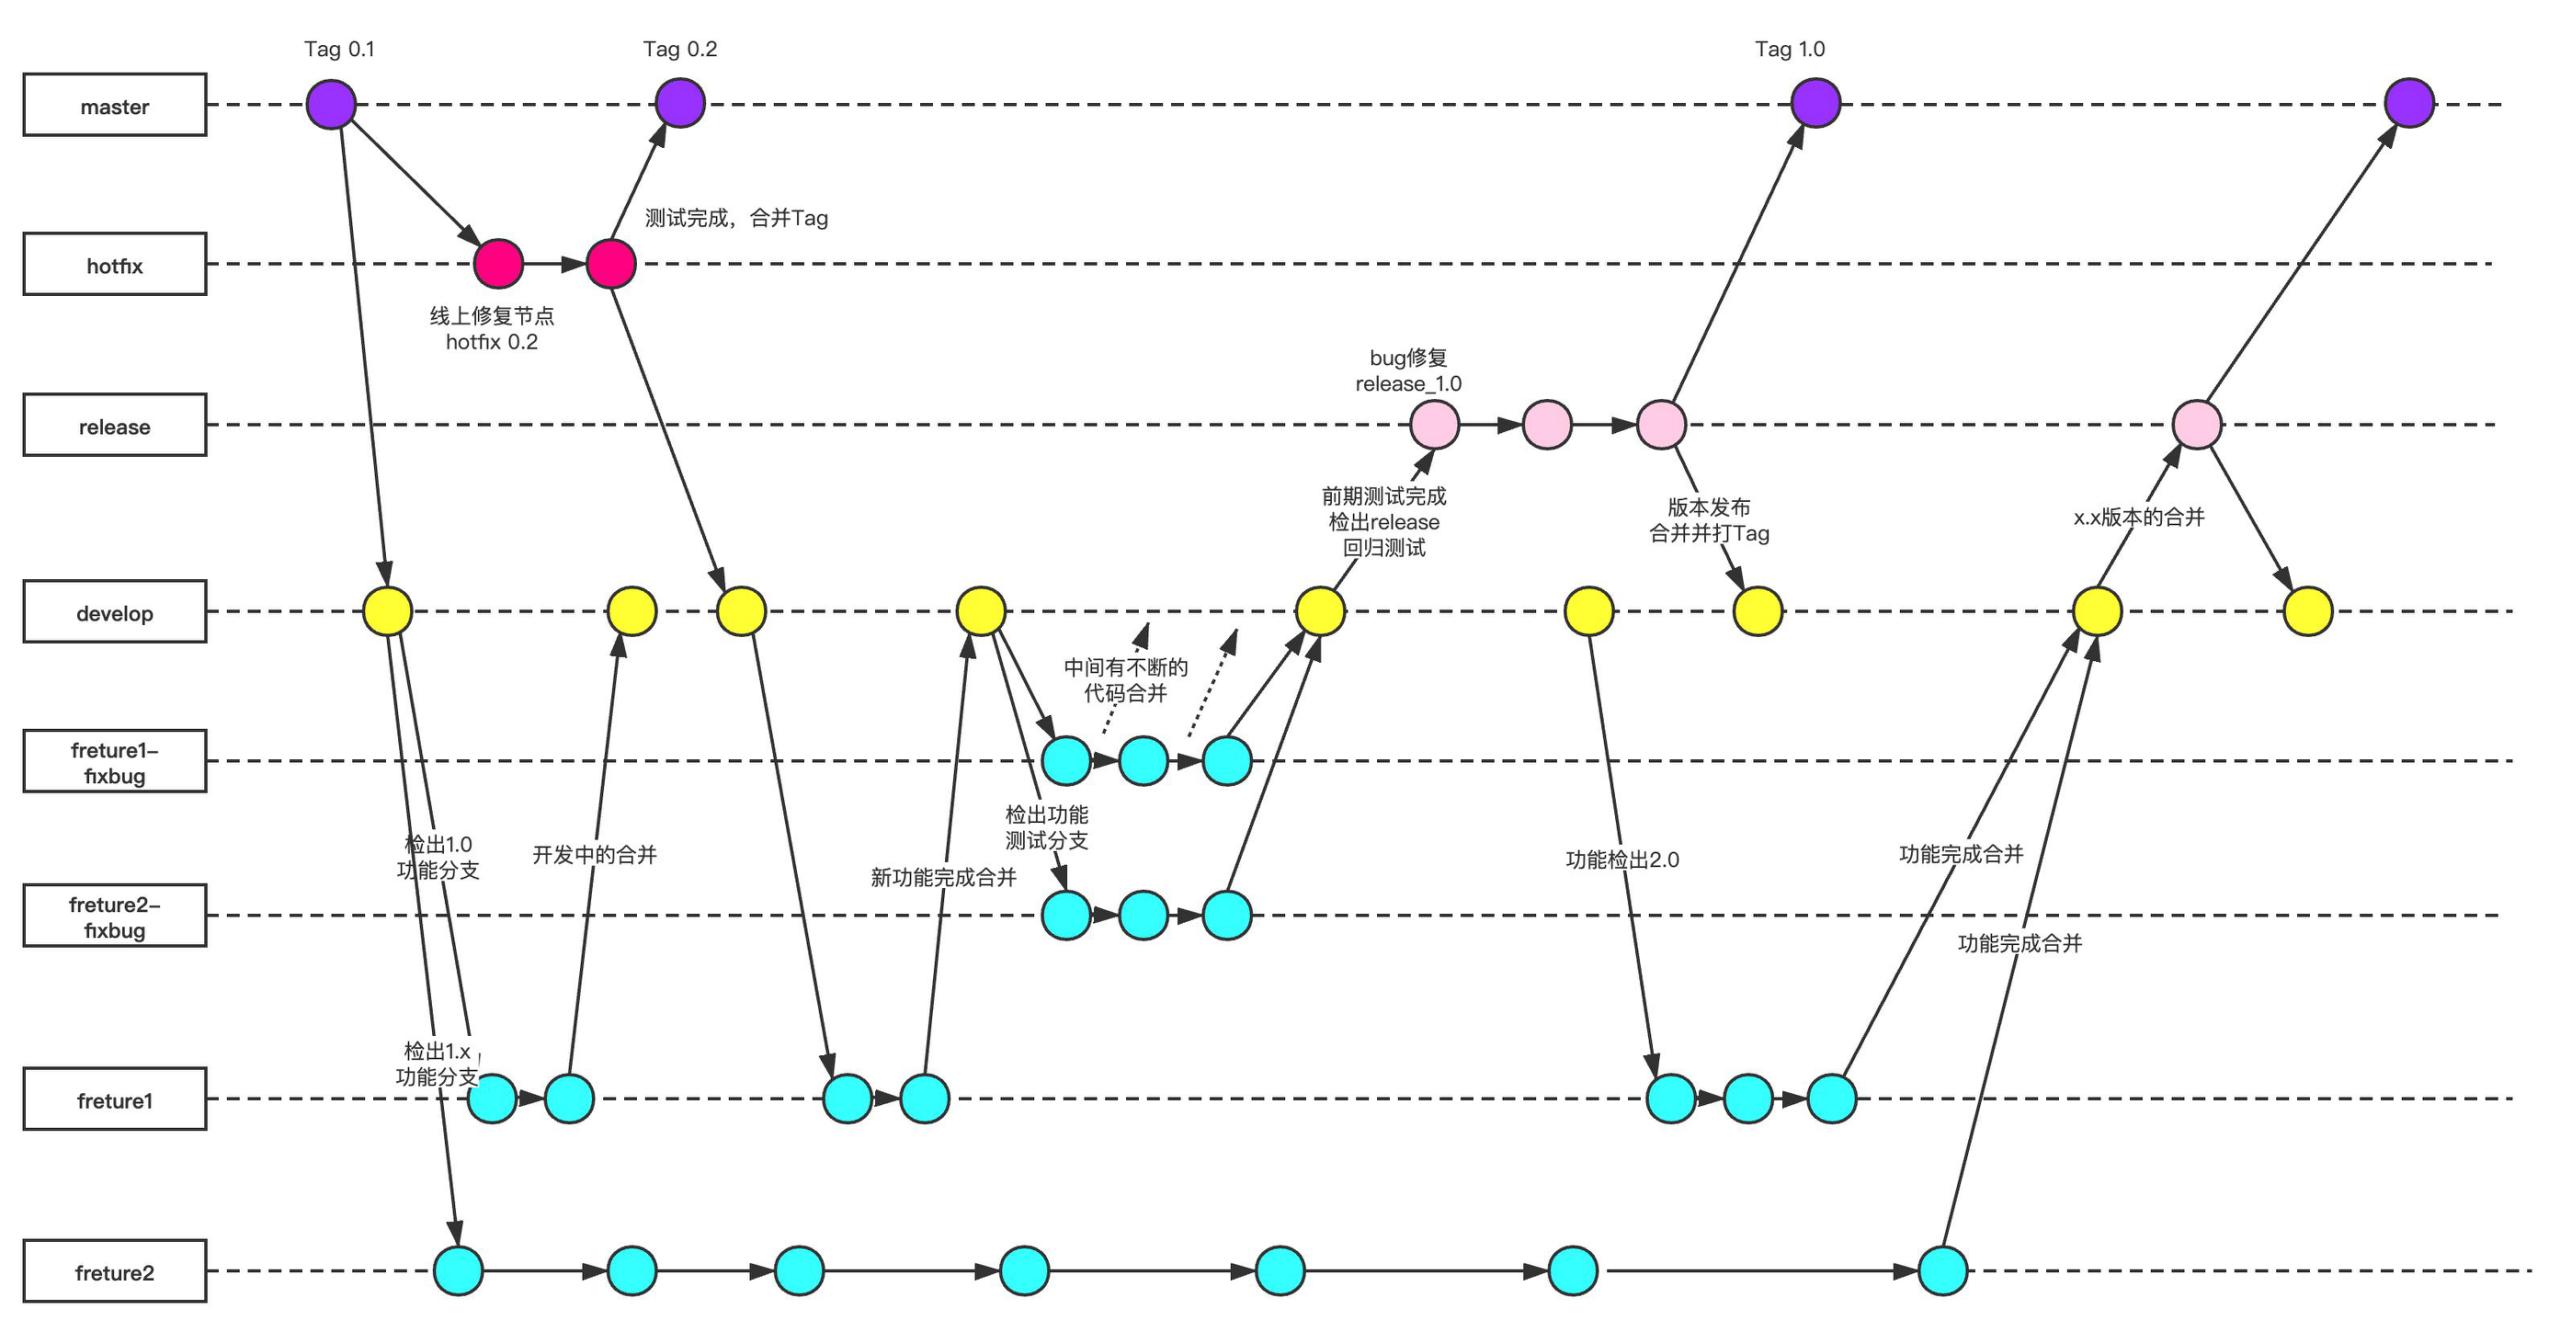 Tag 0.1
Tag 0.2
Tag 1.0
master
测试完成，合并Tag
hotfix
线上修复节点
hotfix 0.2
bug修复
release_1.0
release
前期测试完成
检出release
回归测试
版本发布
合并并打Tag
x.x版本的合并
develop
中间有不断的
代码合并
freture1–
fixbug
检出功能
测试分支
检出1.0
功能分支
开发中的合并
新功能完成合并
功能检出2.0
功能完成合并
freture2–
fixbug
功能完成合并
检出1.x
功能分支
freture1
freture2